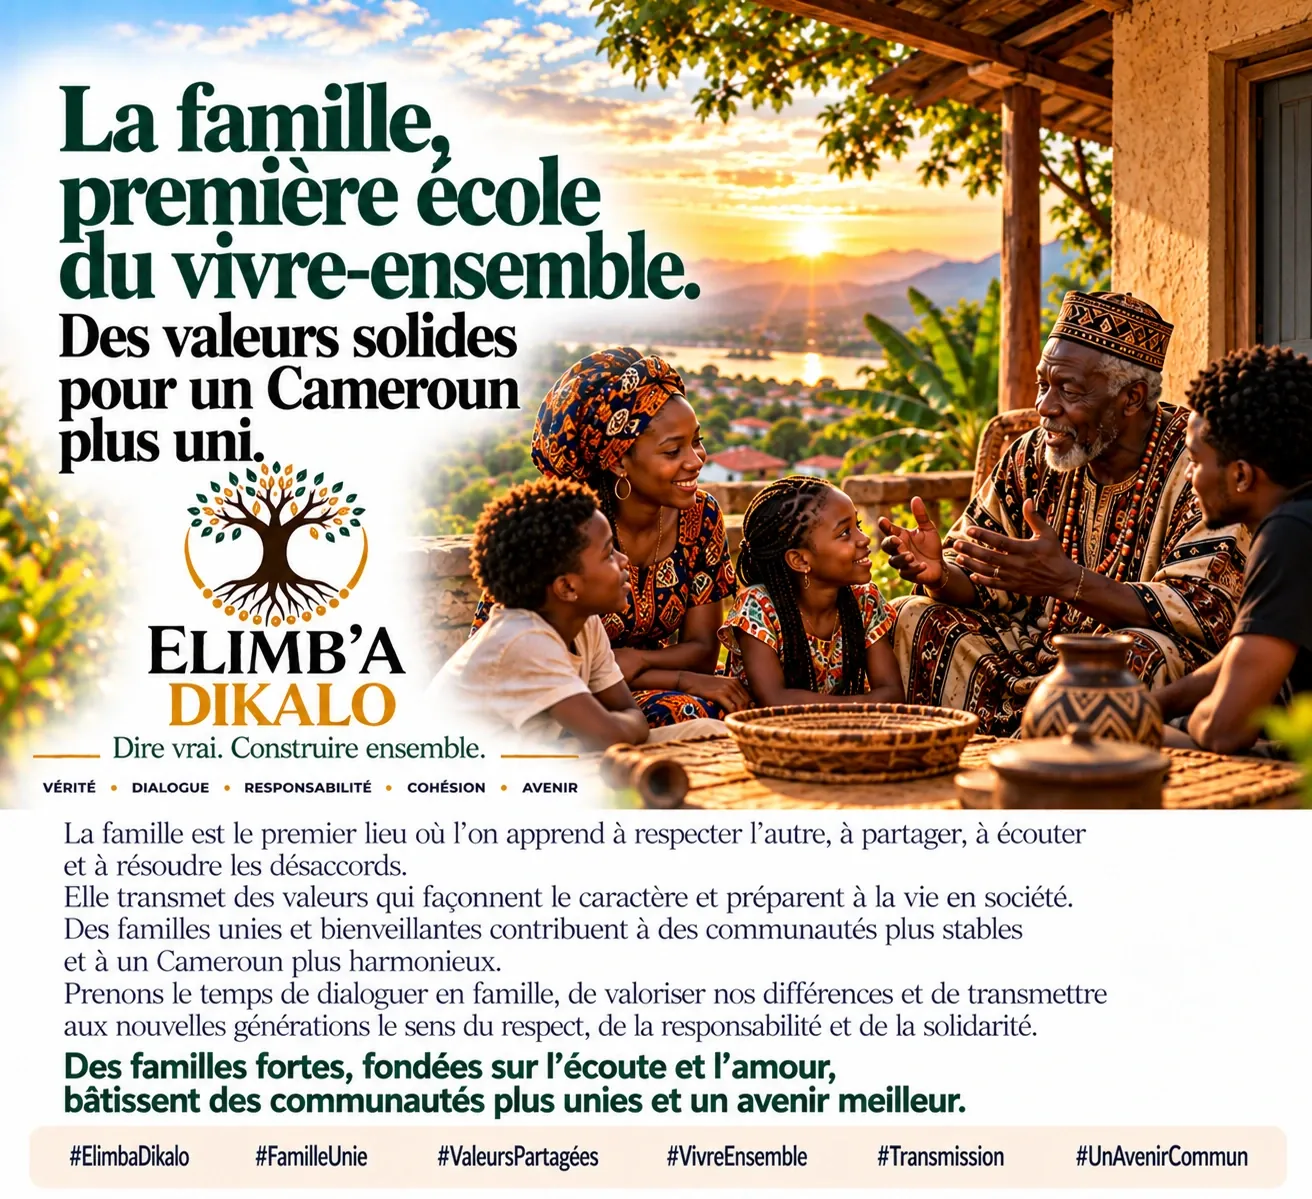 La famille,
première école
du vivre-ensemble.
Des valeurs solides
pour un Cameroun
plus uni.
ELIMB’A
DIKALO
Dire vrai. Construire ensemble.
VÉRITÉ • DIALOGUE • RESPONSABILITÉ • COHÉSION • AVENIR
La famille est le premier lieu où l’on apprend à respecter l’autre, à partager, à écouter
et à résoudre les désaccords.
Elle transmet des valeurs qui façonnent le caractère et préparent à la vie en société.
Des familles unies et bienveillantes contribuent à des communautés plus stables
et à un Cameroun plus harmonieux.
Prenons le temps de dialoguer en famille, de valoriser nos différences et de transmettre
aux nouvelles générations le sens du respect, de la responsabilité et de la solidarité.
Des familles fortes, fondées sur l’écoute et l’amour,
bâtissent des communautés plus unies et un avenir meilleur.
#ElimbaDikalo #FamilleUnie #ValeursPartagées #VivreEnsemble #Transmission #UnAvenirCommun